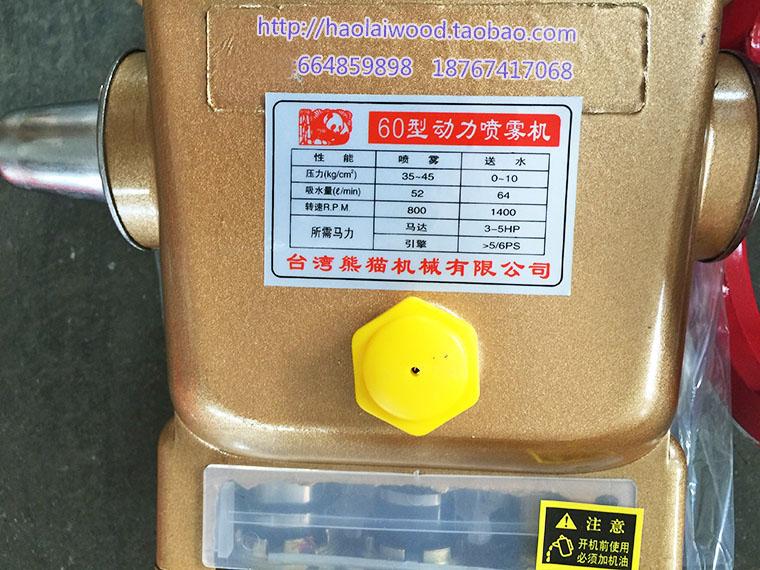 http://haolaiwood.taobao.com
:664859898 18767417068
60型动力喷雾机
性能 喷雾 送水
压力(kg/cm²) 35~45 0~10
吸水量(ℓ/min) 52 64
转速R.P.M 800 1400
所需马力 马达 3-5HP
引擎 >5/6PS
台湾熊猫机械有限公司
注意
开机前使用
必须加机油